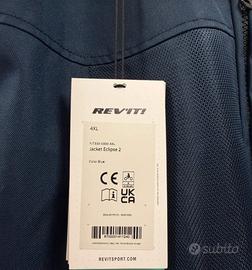 REV'IT!
4XL
Jacket Eclipse 2
Color Blue
CE
UK
CA
REVITSPORT.COM
subito